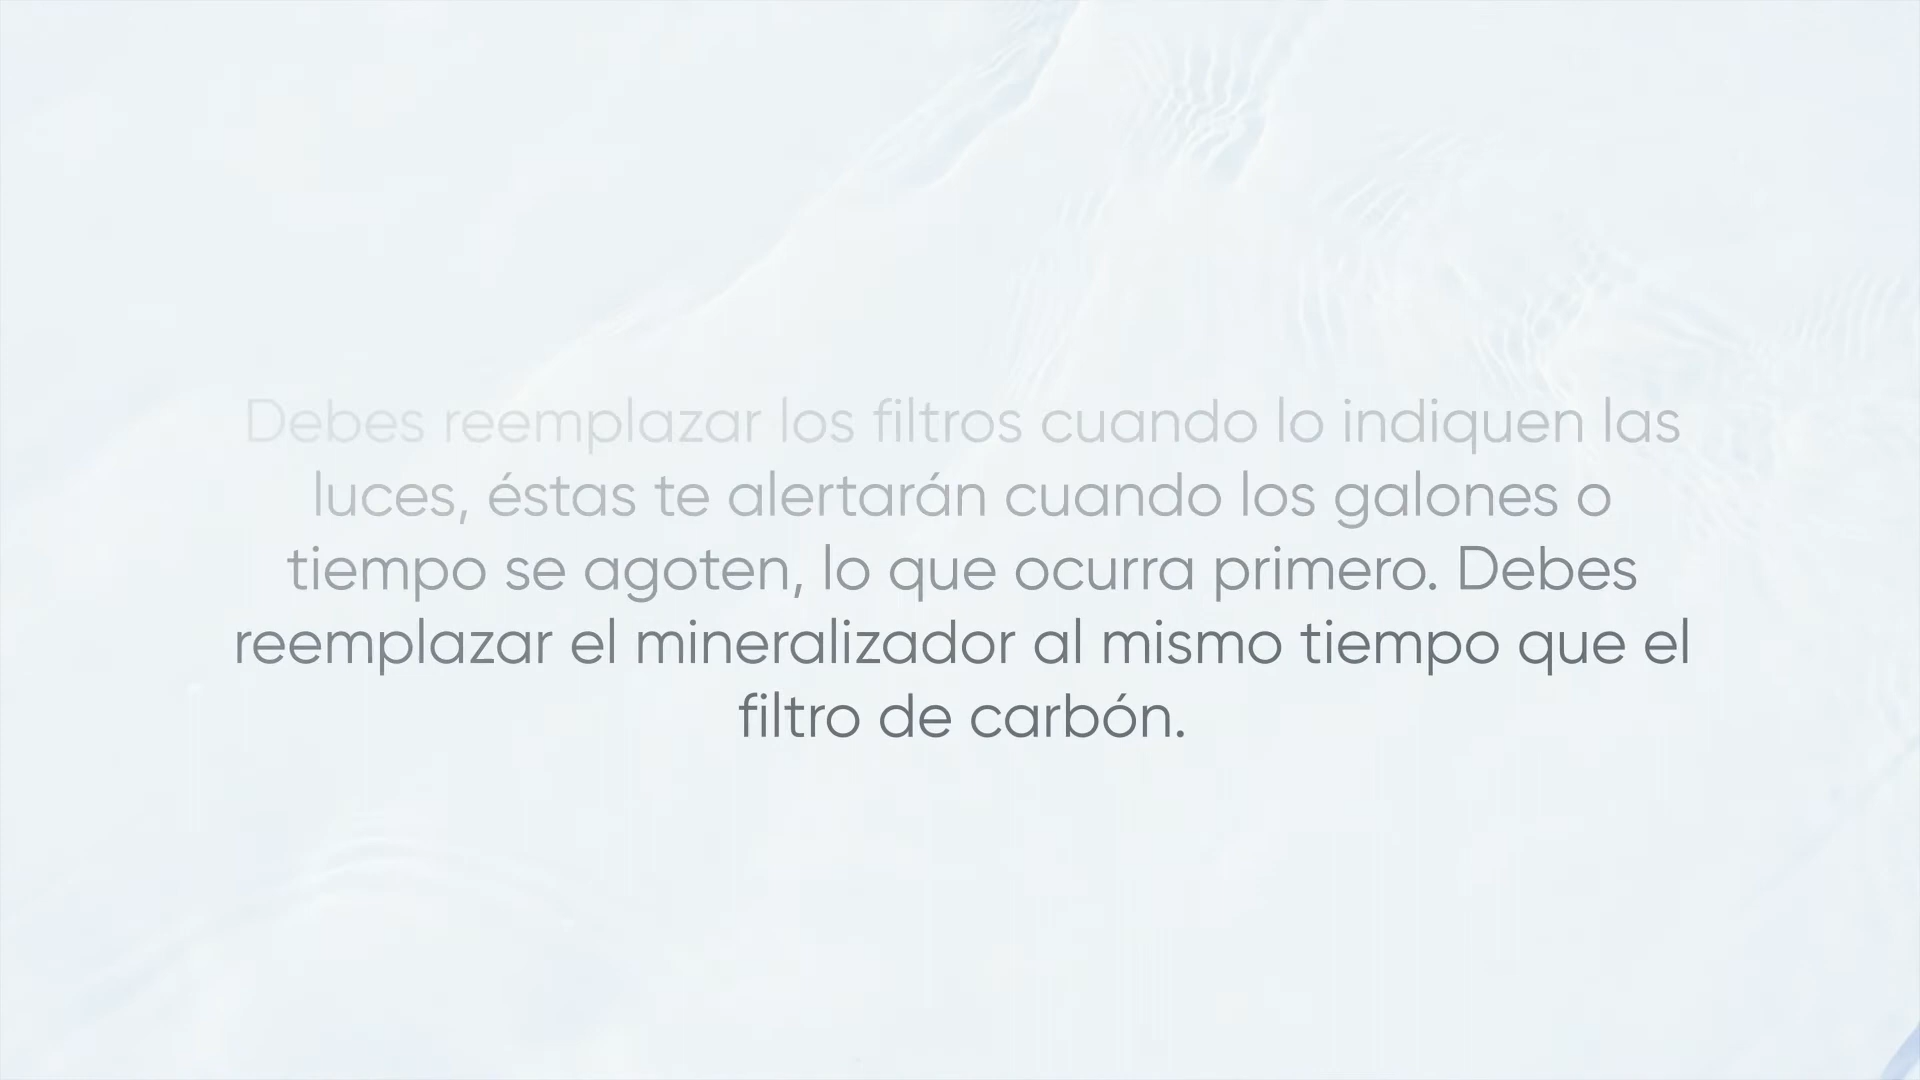 Debes reemplazar los filtros cuando lo indiquen las
luces, éstas te alertarán cuando los galones o
tiempo se agoten, lo que ocurra primero. Debes
reemplazar el mineralizador al mismo tiempo que el
filtro de carbón.